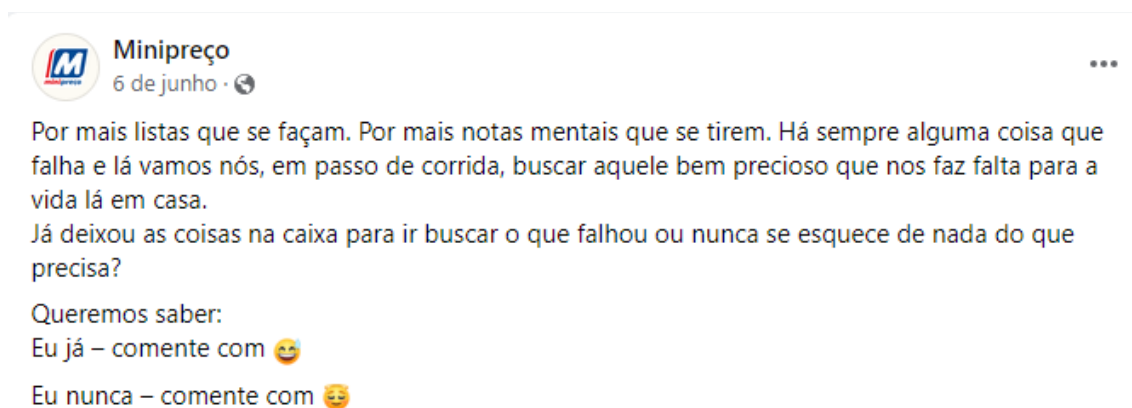 Minipreço
6 de junho ·
M
minipreço
Por mais listas que se façam. Por mais notas mentais que se tirem. Há sempre alguma coisa que
falha e lá vamos nós, em passo de corrida, buscar aquele bem precioso que nos faz falta para a
vida lá em casa.
Já deixou as coisas na caixa para ir buscar o que falhou ou nunca se esquece de nada do que
precisa?
Queremos saber:
Eu já – comente com 😅
Eu nunca – comente com 😇